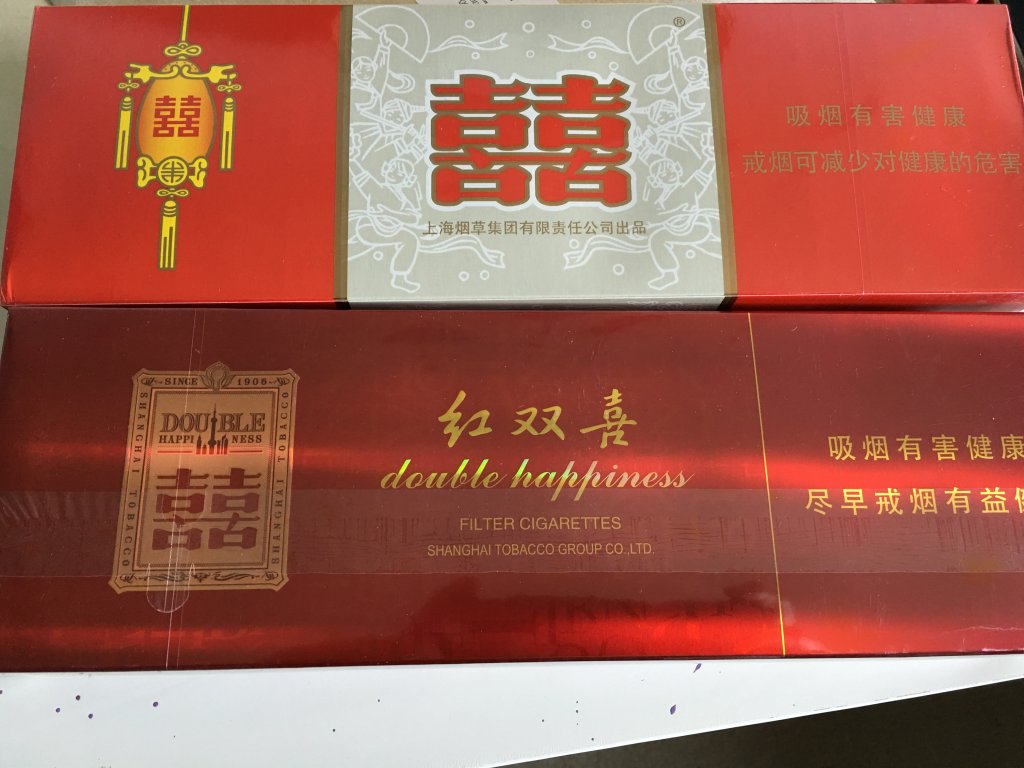 囍
囍
®
上海烟草集团有限责任公司出品
吸烟有害健康
戒烟可减少对健康的危害
SINCE 1906
DOUBLE
HAPPINESS
囍
SHANGHAI TOBACCO
SHANGHAI TOBACCO
红双喜
double happiness
FILTER CIGARETTES
SHANGHAI TOBACCO GROUP CO.,LTD.
吸烟有害健康
尽早戒烟有益健